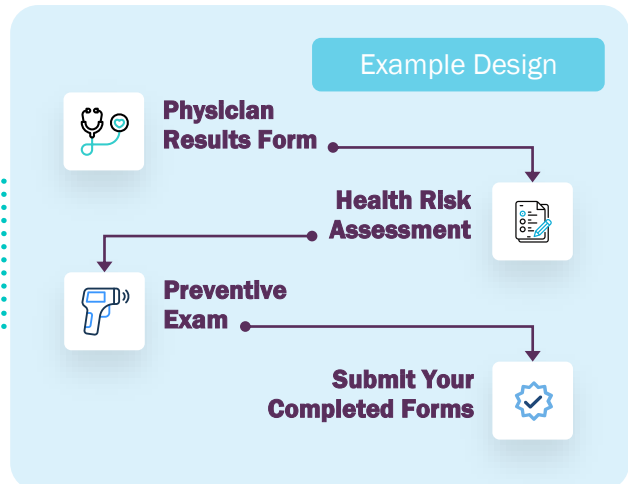 Example Design
Physician
Results Form
Health Risk
Assessment
Preventive
Exam
Submit Your
Completed Forms